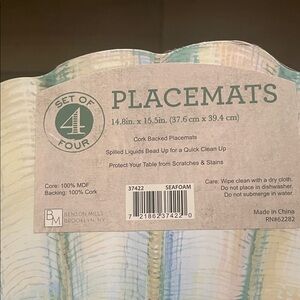 SET OF
4
FOUR
PLACEMATS
14.8in. x 15.5in. (37.6 cm x 39.4 cm)
Cork Backed Placemats
Spilled Liquids Bead Up for a Quick Clean Up
Protect Your Table from Scratches & Stains
Core: 100% MDF
Backing: 100% Cork
37422
SEAFOAM
7 21862 37422 0
Care: Wipe clean with a dry cloth.
Do not place in dishwasher.
Do not submerge in water.
BM
BENSON MILLS
BROOKLYN, NY
Made in China
RN#62282